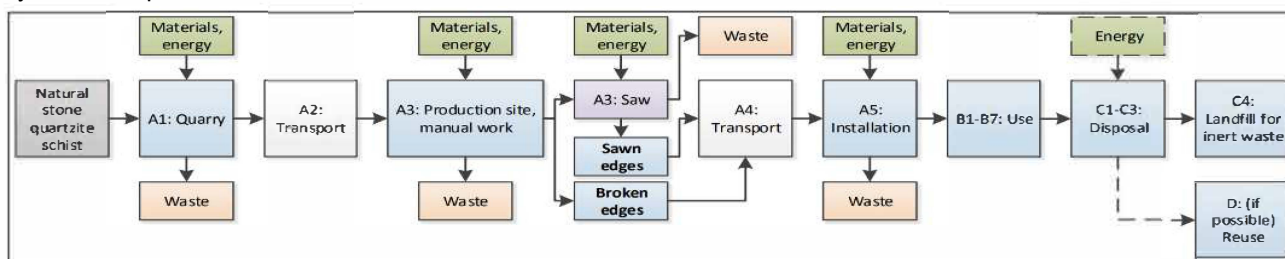 Materials,
energy
Materials,
energy
Materials,
energy
Waste
Materials,
energy
Energy
Natural
stone
quartzite
schist
A1: Quarry
A2:
Transport
A3: Production site,
manual work
A3: Saw
A4:
Transport
A5:
Installation
B1-B7: Use
C1-C3:
Disposal
C4:
Landfill for
inert waste
Sawn
edges
Waste
Waste
Broken
edges
Waste
D: (if
possible)
Reuse